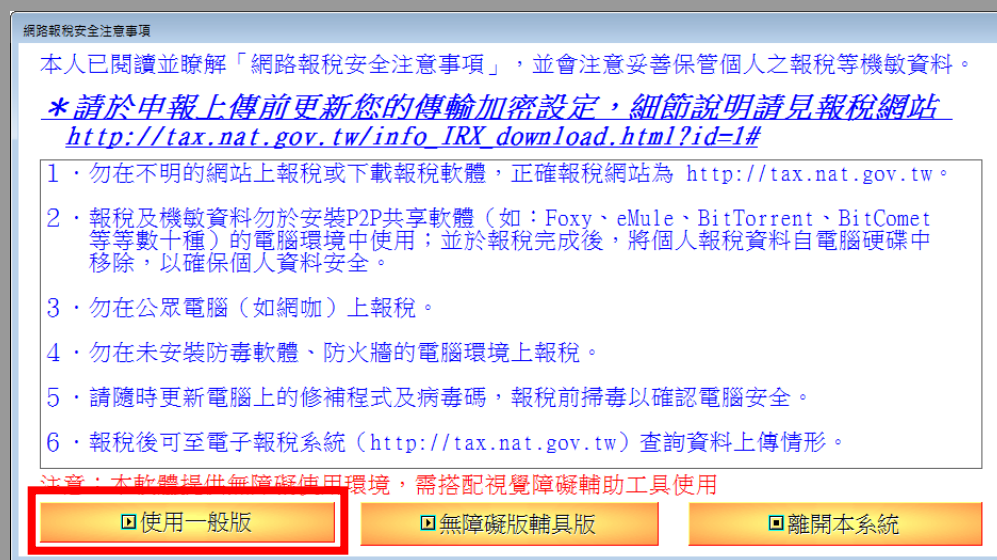 網路報稅安全注意事項
本人已閱讀並瞭解「網路報稅安全注意事項」，並會注意妥善保管個人之報稅等機敏資料。
＊請於申報上傳前更新您的傳輸加密設定，細節說明請見報稅網站
http://tax.nat.gov.tw/info_IRX_download.html?id=1#
1．勿在不明的網站上報稅或下載報稅軟體，正確報稅網站為 http://tax.nat.gov.tw。
2．報稅及機敏資料勿於安裝P2P共享軟體（如：Foxy、eMule、BitTorrent、BitComet
等等數十種）的電腦環境中使用；並於報稅完成後，將個人報稅資料自電腦硬碟中
移除，以確保個人資料安全。
3．勿在公眾電腦（如網咖）上報稅。
4．勿在未安裝防毒軟體、防火牆的電腦環境上報稅。
5．請隨時更新電腦上的修補程式及病毒碼，報稅前掃毒以確認電腦安全。
6．報稅後可至電子報稅系統（http://tax.nat.gov.tw）查詢資料上傳情形。
注意：本軟體提供無障礙使用環境，需搭配視覺障礙輔助工具使用
使用一般版
無障礙版輔具版
離開本系統